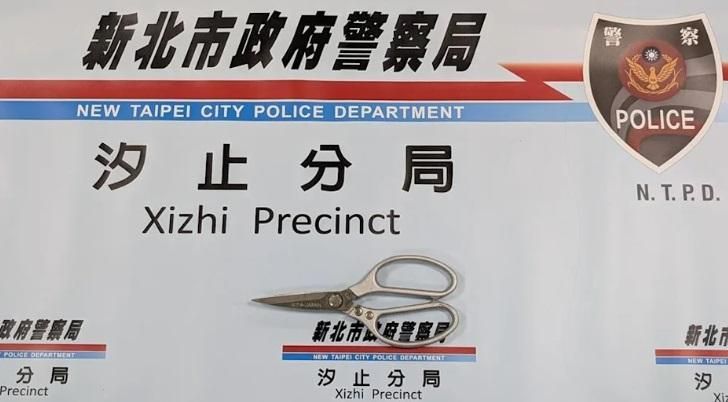 新北市政府警察局
NEW TAIPEI CITY POLICE DEPARTMENT
汐止分局
Xizhi Precinct
警察
POLICE
N.T.P.D.
政府警察局
POLICE DEPARTMENT
分局
Precinct
新北市政府警察局
NEW TAIPEI CITY POLICE DEPARTMENT
汐止分局
Xizhi Precinct
新北
NEW TAIPEI
汐